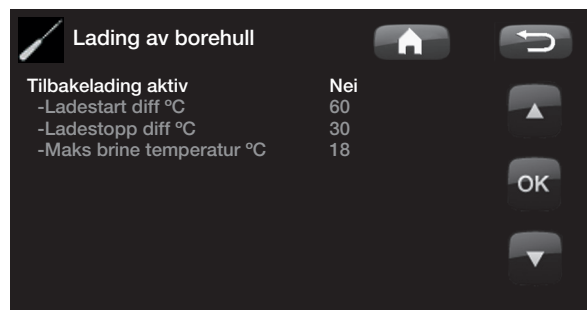 Lading av borehull
Tilbakelading aktiv Nei
-Ladestart diff ºC 60
-Ladestopp diff ºC 30
-Maks brine temperatur ºC 18
OK